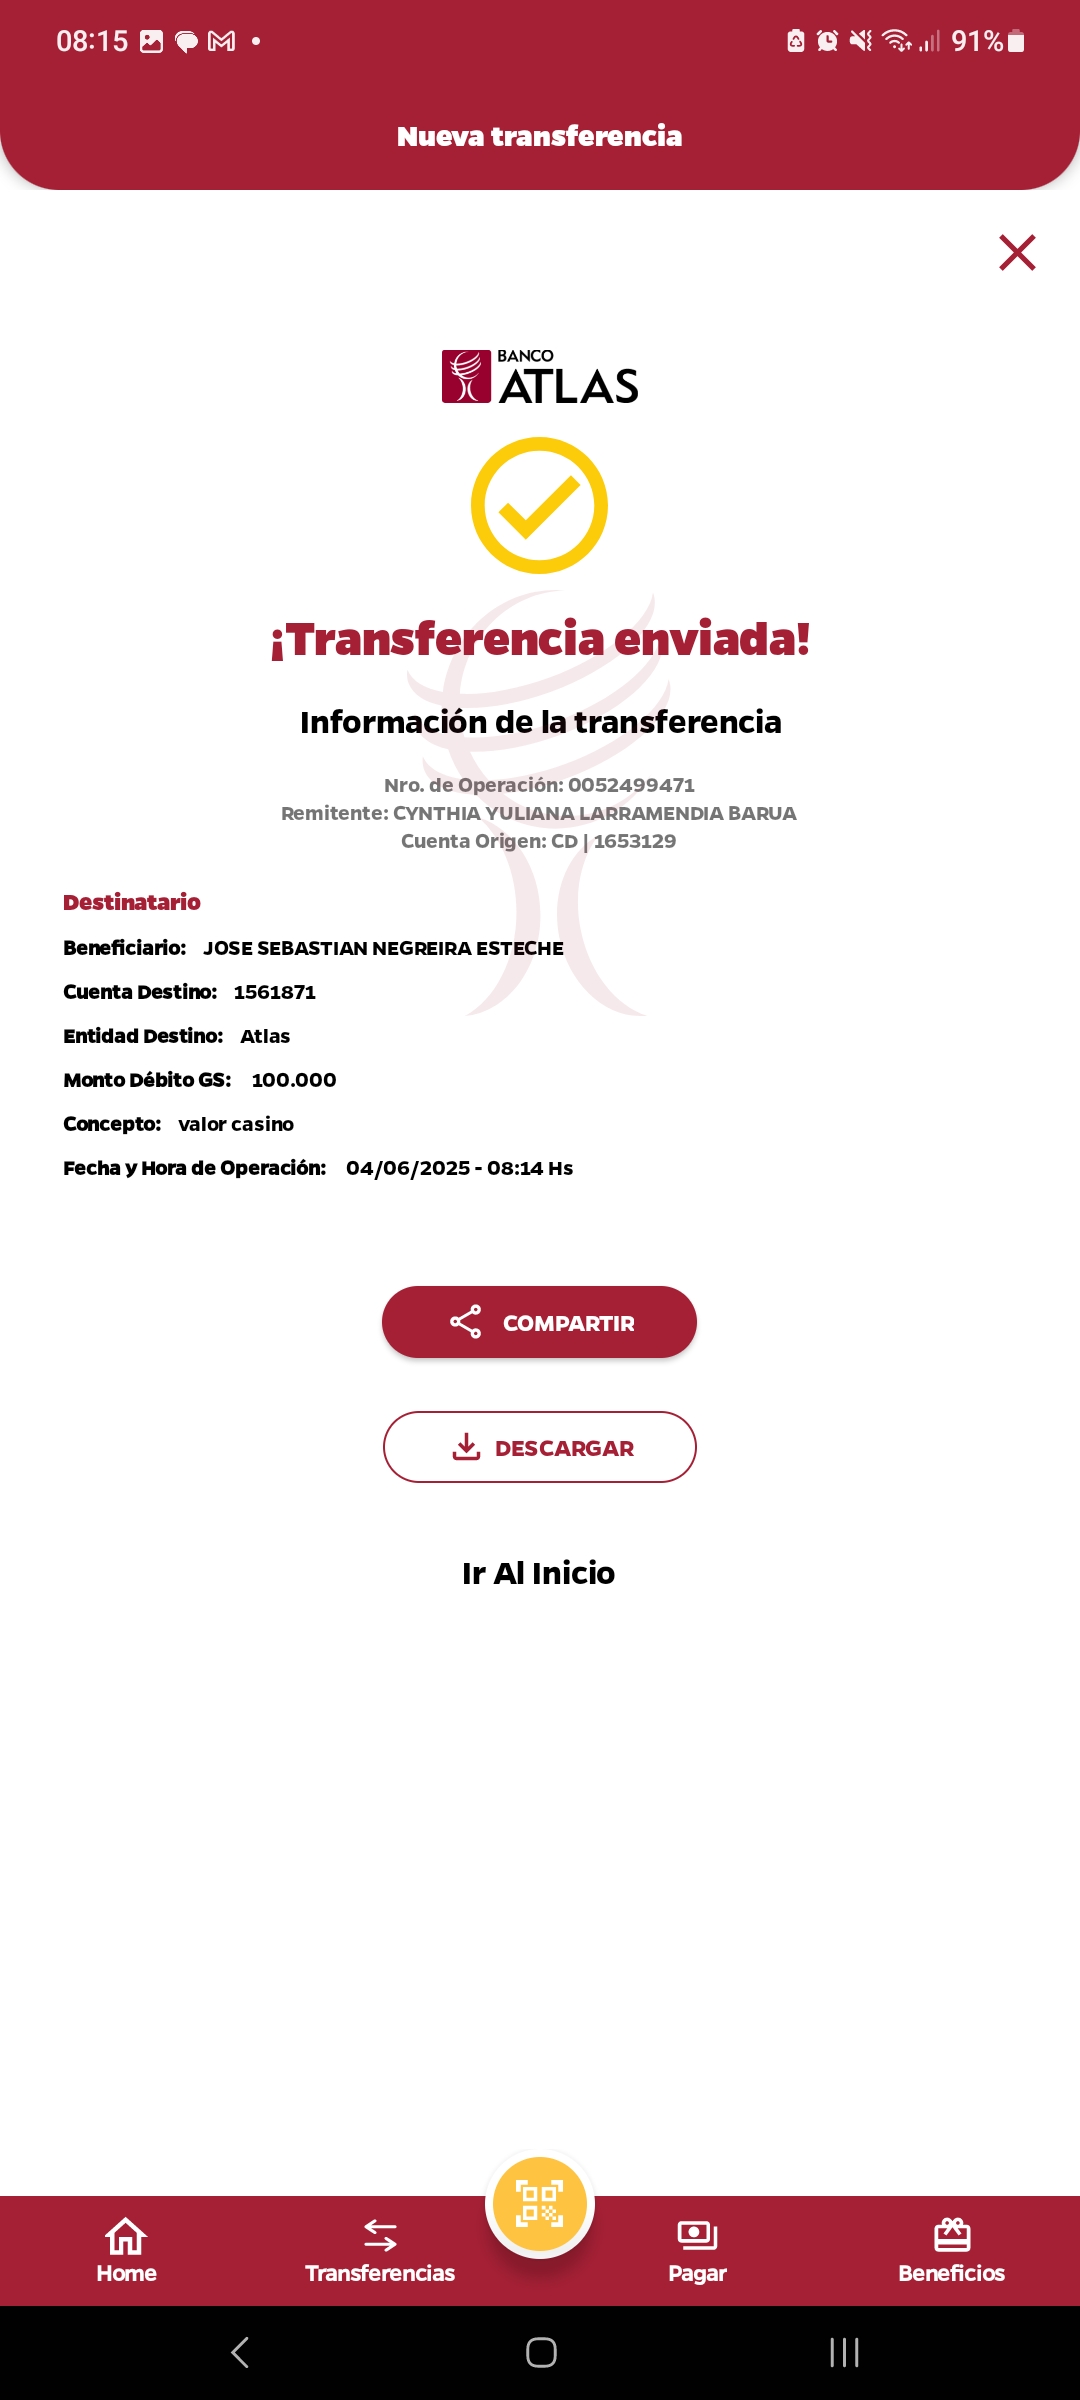 08:15
91%
Nueva transferencia
BANCO
ATLAS
¡Transferencia enviada!
Información de la transferencia
Nro. de Operación: 0052499471
Remitente: CYNTHIA YULIANA LARRAMENDIA BARUA
Cuenta Origen: CD | 1653129
Destinatario
Beneficiario: JOSE SEBASTIAN NEGREIRA ESTECHE
Cuenta Destino: 1561871
Entidad Destino: Atlas
Monto Débito GS: 100.000
Concepto: valor casino
Fecha y Hora de Operación: 04/06/2025 - 08:14 Hs
COMPARTIR
DESCARGAR
Ir Al Inicio
Home
Transferencias
Pagar
Beneficios